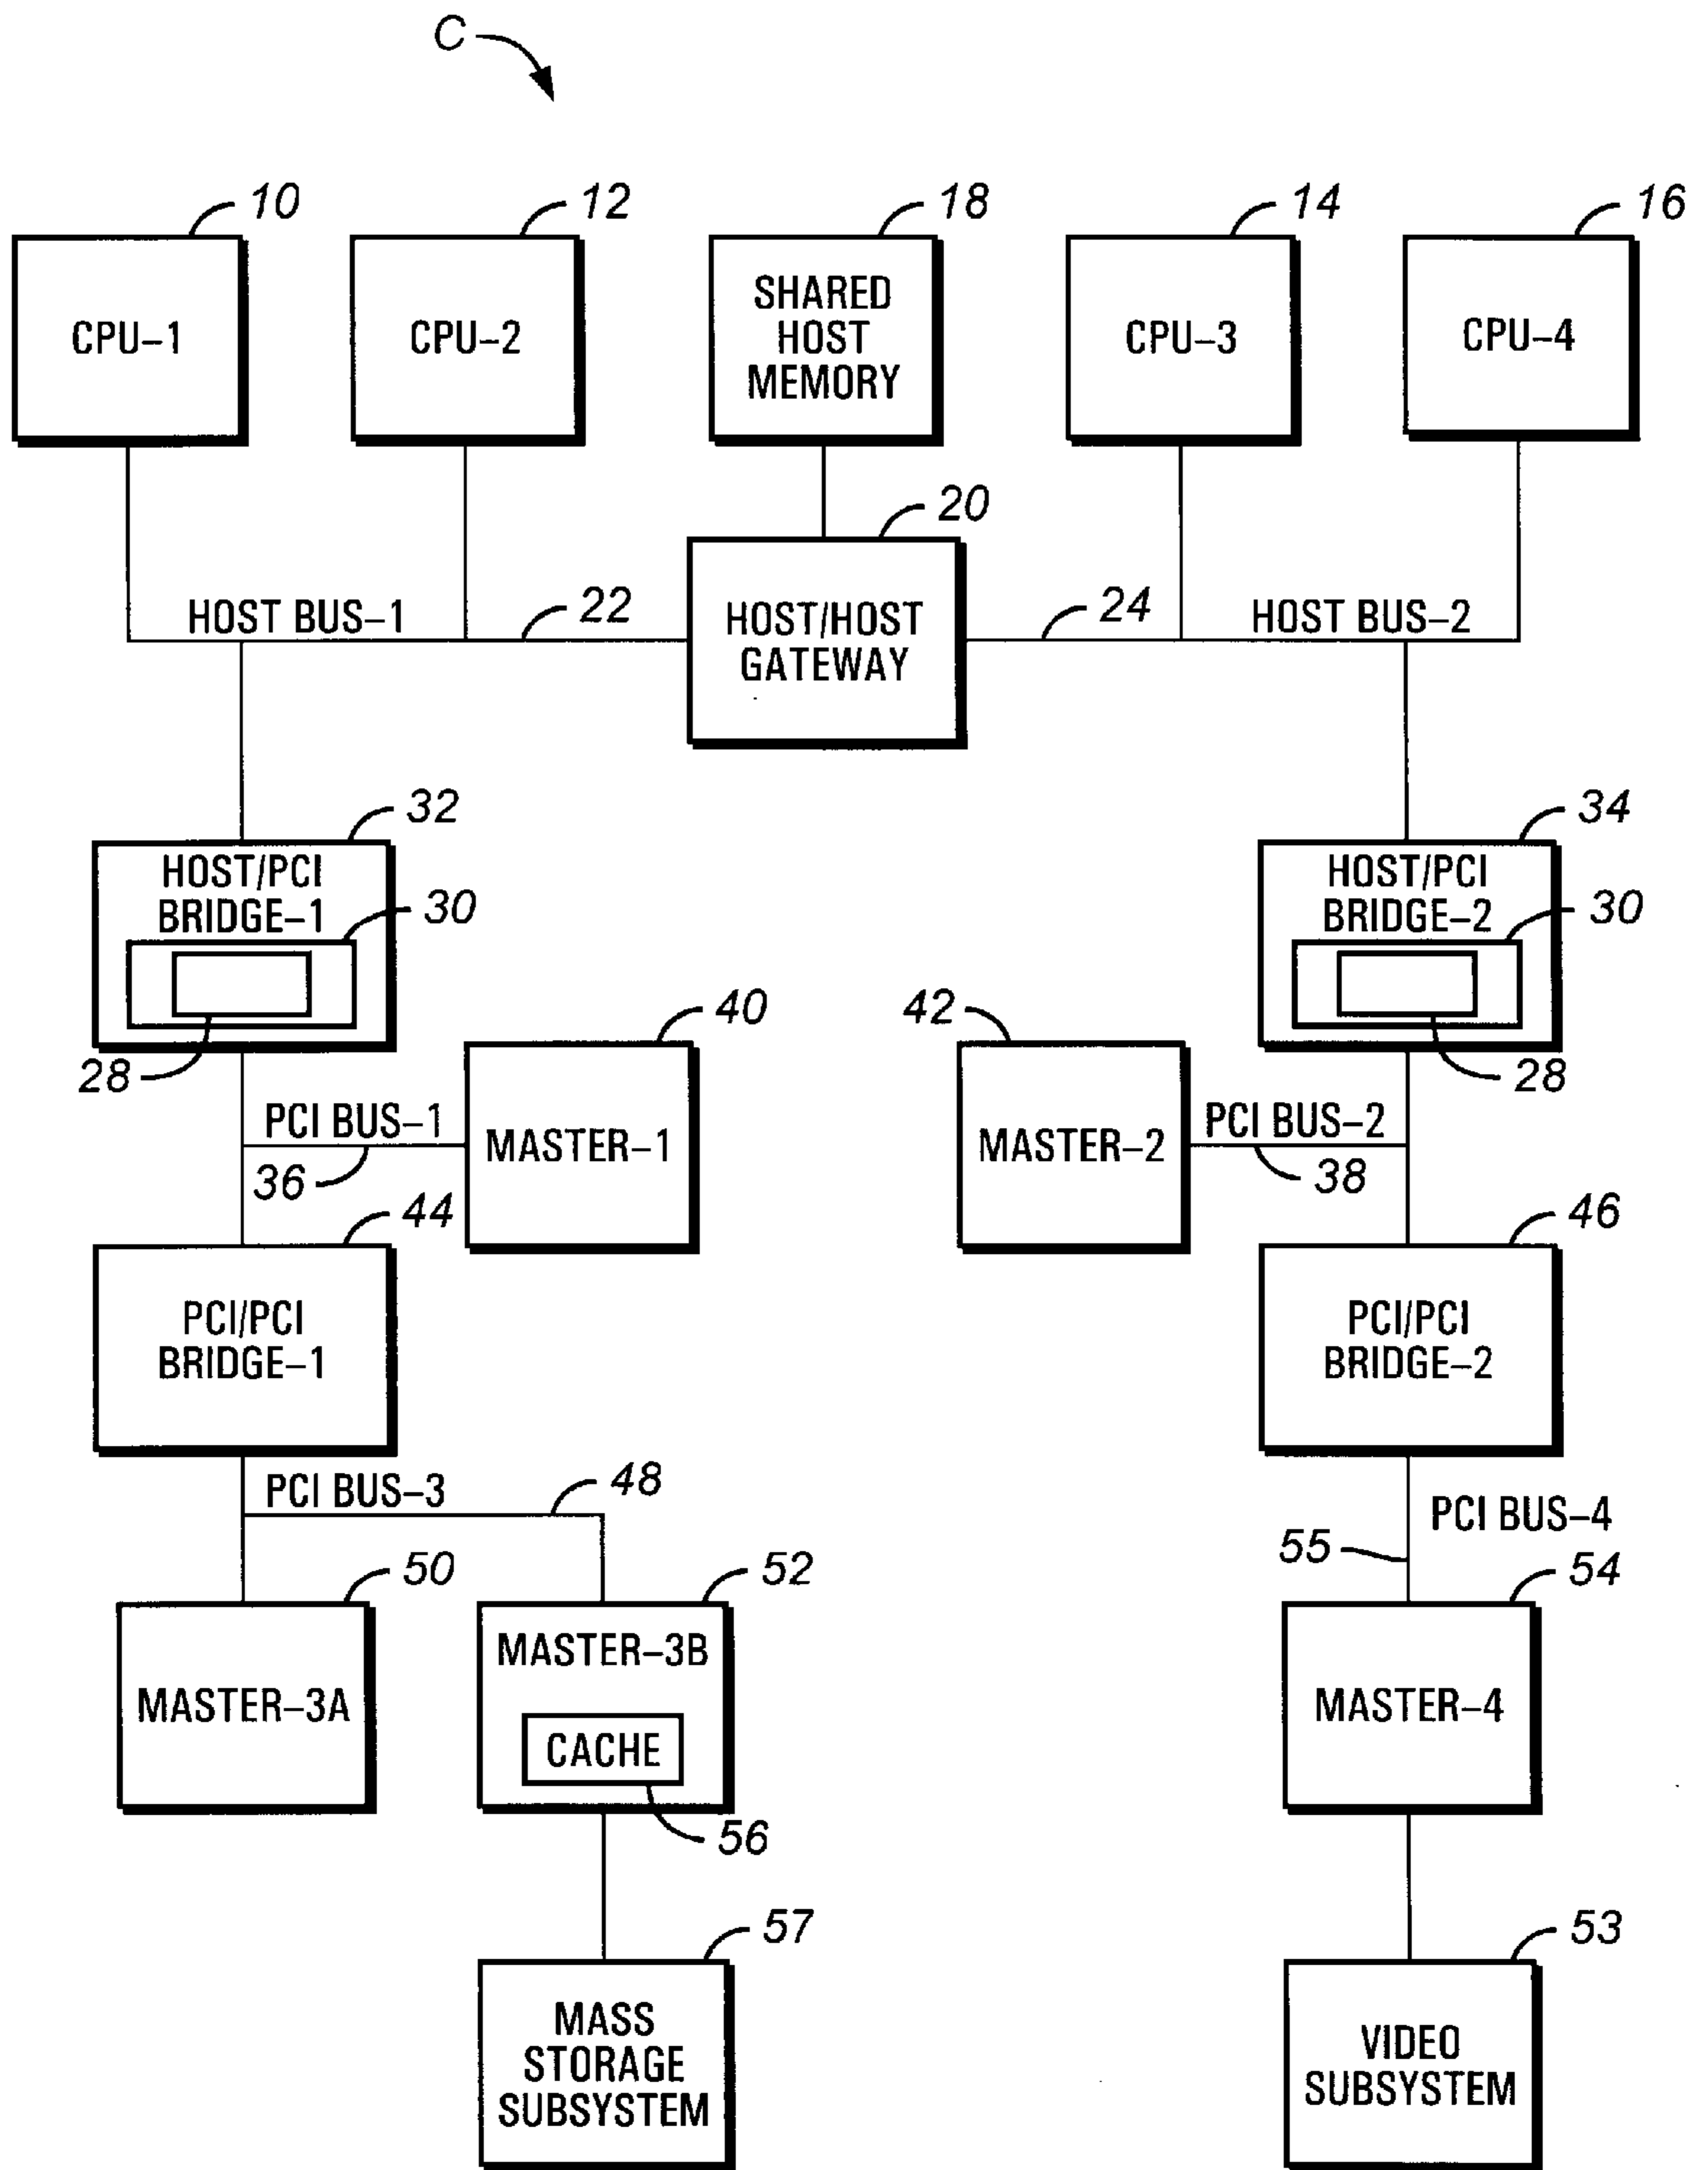 C
10
12
18
14
16
CPU–1
CPU–2
SHARED
HOST
MEMORY
CPU–3
CPU–4
20
HOST BUS–1
22
HOST/HOST
GATEWAY
24
HOST BUS–2
32
34
HOST/PCI
BRIDGE–1
30
28
HOST/PCI
BRIDGE–2
30
28
40
42
PCI BUS–1
36
MASTER–1
MASTER–2
PCI BUS–2
38
44
46
PCI/PCI
BRIDGE–1
PCI/PCI
BRIDGE–2
PCI BUS–3
48
PCI BUS–4
55
50
52
54
MASTER–3A
MASTER–3B
CACHE
56
MASTER–4
57
53
MASS
STORAGE
SUBSYSTEM
VIDEO
SUBSYSTEM